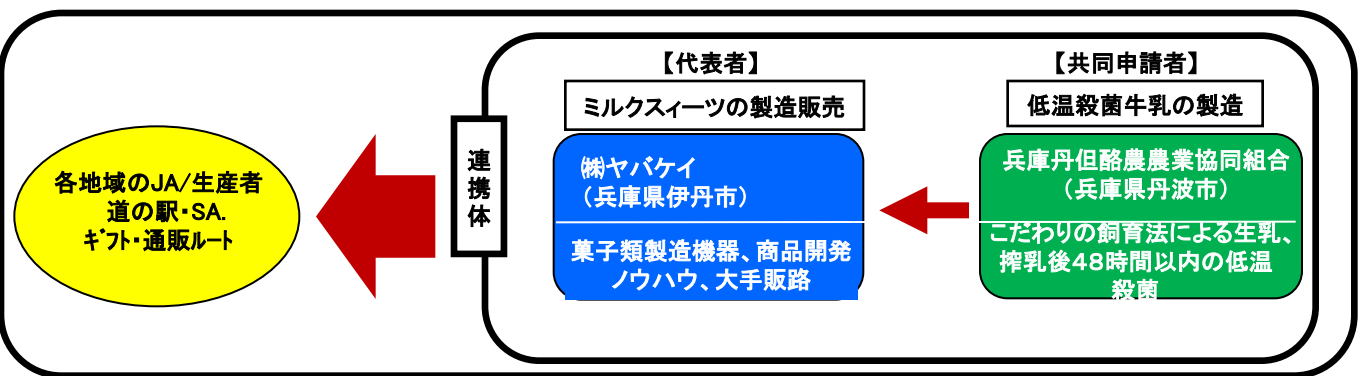 【代表者】
【共同申請者】
ミルクスィーツの製造販売
低温殺菌牛乳の製造
連
携
体
㈱ヤバケイ
（兵庫県伊丹市）
菓子類製造機器、商品開発
ノウハウ、大手販路
兵庫丹但酪農農業協同組合
（兵庫県丹波市）
こだわりの飼育法による生乳、
搾乳後４８時間以内の低温
殺菌
各地域のJA/生産者
道の駅・SA.
ｷﾞﾌﾄ・通販ﾙｰﾄ